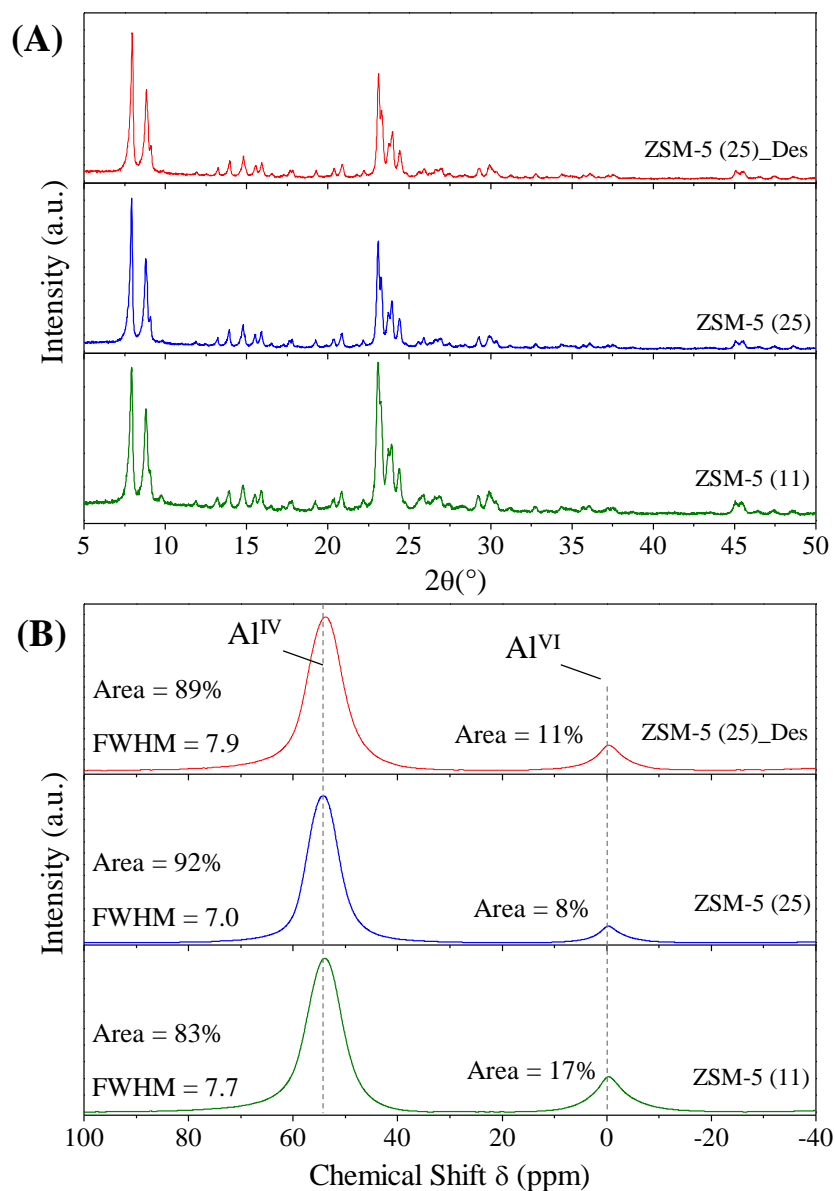 (A)
Intensity (a.u.)
ZSM-5 (25)_Des
ZSM-5 (25)
ZSM-5 (11)
5 10 15 20 25 30 35 40 45 50
2θ(°)
(B)
Intensity (a.u.)
Al^IV
Al^VI
Area = 89%
FWHM = 7.9
Area = 11%
ZSM-5 (25)_Des
Area = 92%
FWHM = 7.0
Area = 8%
ZSM-5 (25)
Area = 83%
FWHM = 7.7
Area = 17%
ZSM-5 (11)
100 80 60 40 20 0 -20 -40
Chemical Shift δ (ppm)